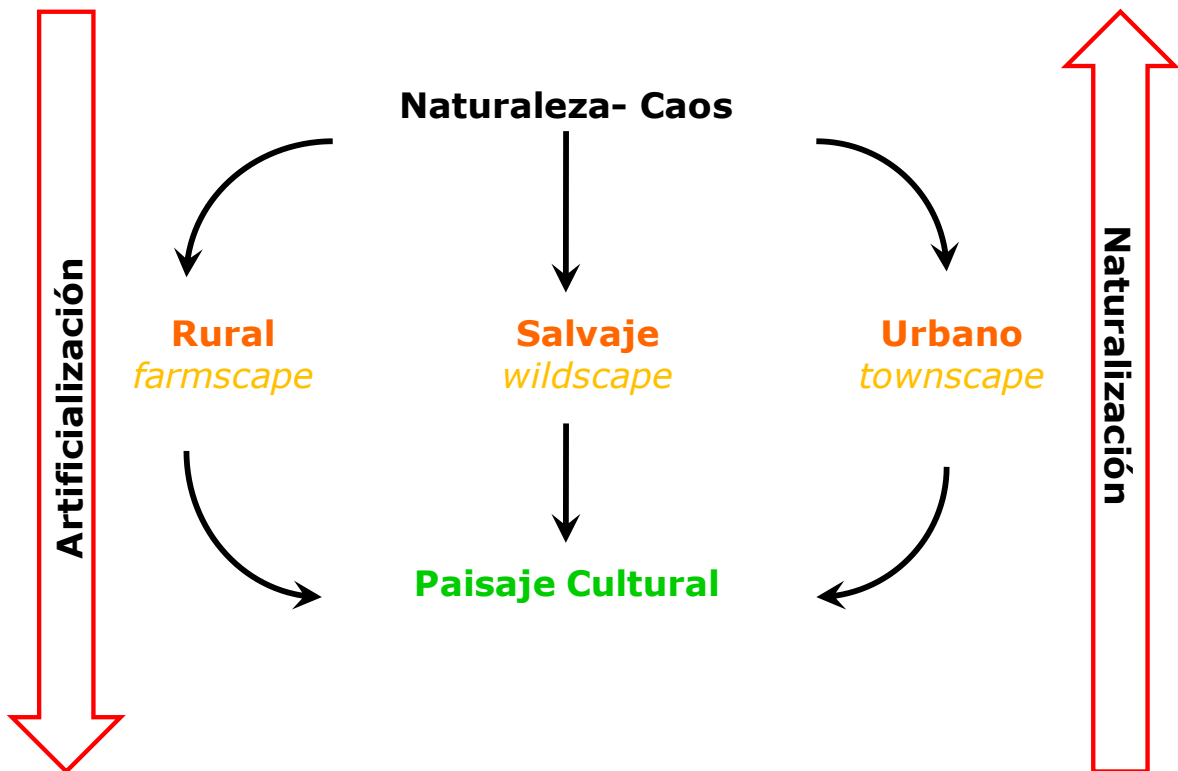 Naturaleza- Caos
Artificialización
Naturalización
Rural
farmscape
Salvaje
wildscape
Urbano
townscape
Paisaje Cultural